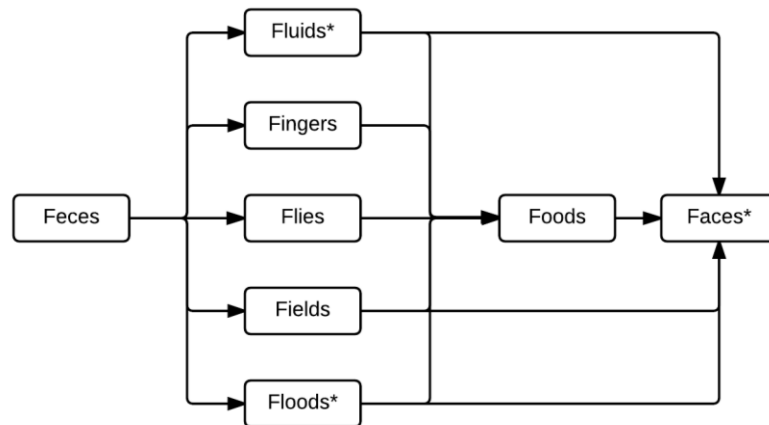 Fluids*
Fingers
Feces
Flies
Foods
Faces*
Fields
Floods*